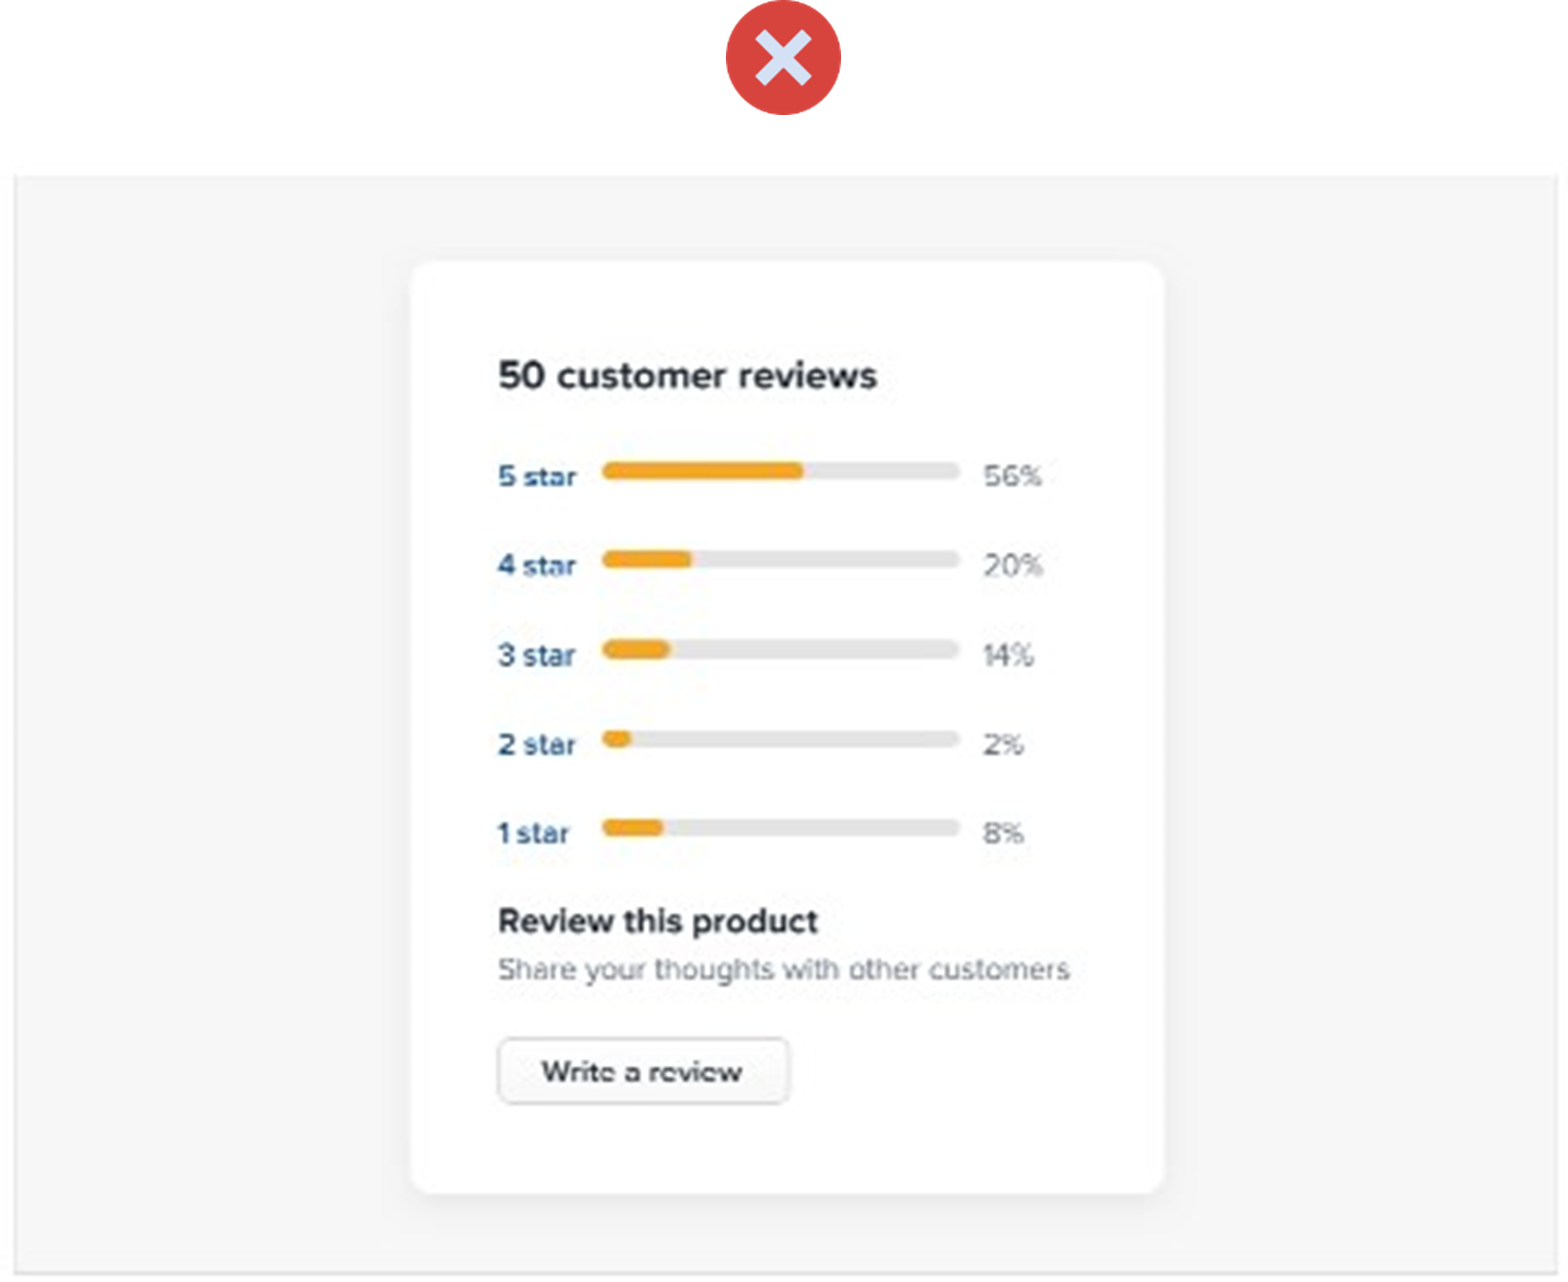 50 customer reviews
5 star 56%
4 star 20%
3 star 14%
2 star 2%
1 star 8%
Review this product
Share your thoughts with other customers
Write a review